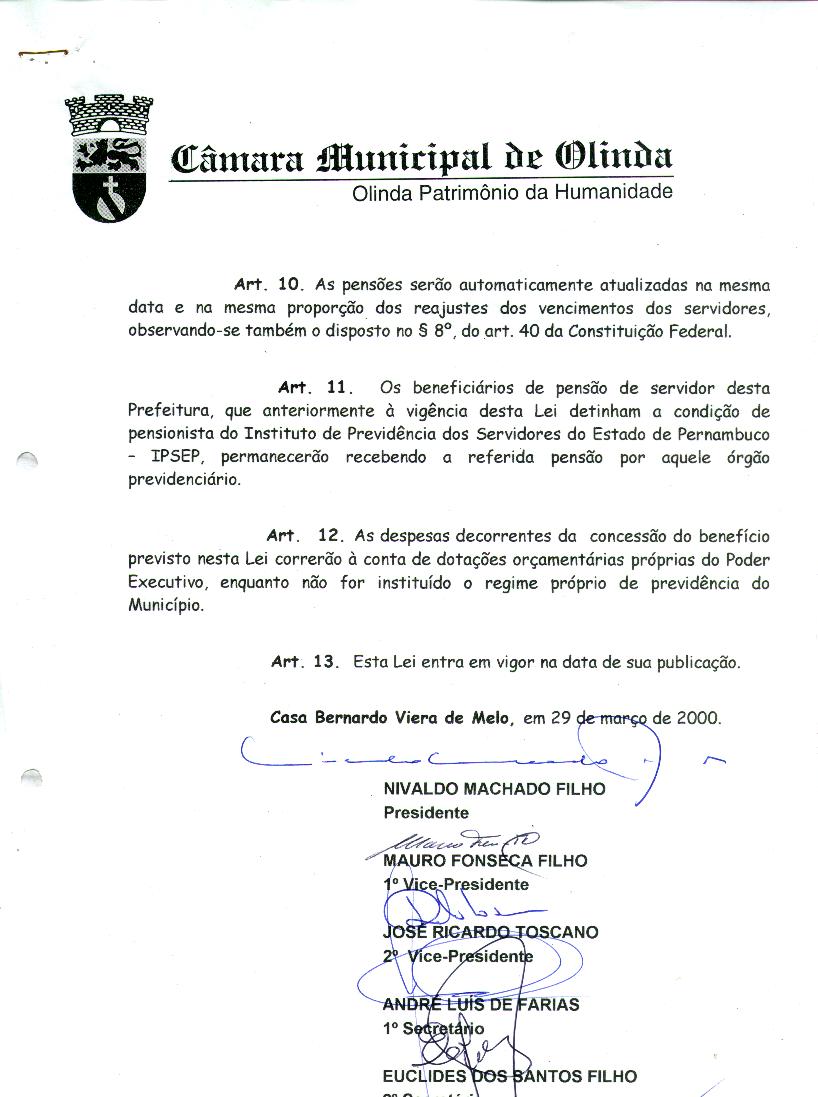 Câmara Municipal de Olinda
Olinda Patrimônio da Humanidade
Art. 10. As pensões serão automaticamente atualizadas na mesma
data e na mesma proporção dos reajustes dos vencimentos dos servidores,
observando-se também o disposto no § 8º, do art. 40 da Constituição Federal.
Art. 11. Os beneficiários de pensão de servidor desta
Prefeitura, que anteriormente à vigência desta Lei detinham a condição de
pensionista do Instituto de Previdência dos Servidores do Estado de Pernambuco
– IPSEP, permanecerão recebendo a referida pensão por aquele órgão
previdenciário.
Art. 12. As despesas decorrentes da concessão do benefício
previsto nesta Lei correrão à conta de dotações orçamentárias próprias do Poder
Executivo, enquanto não for instituído o regime próprio de previdência do
Município.
Art. 13. Esta Lei entra em vigor na data de sua publicação.
Casa Bernardo Viera de Melo, em 29 de março de 2000.
NIVALDO MACHADO FILHO
Presidente
MAURO FONSECA FILHO
1º Vice-Presidente
JOSÉ RICARDO TOSCANO
2º Vice-Presidente
ANDRÉ LUÍS DE FARIAS
1º Secretário
EUCLIDES DOS SANTOS FILHO